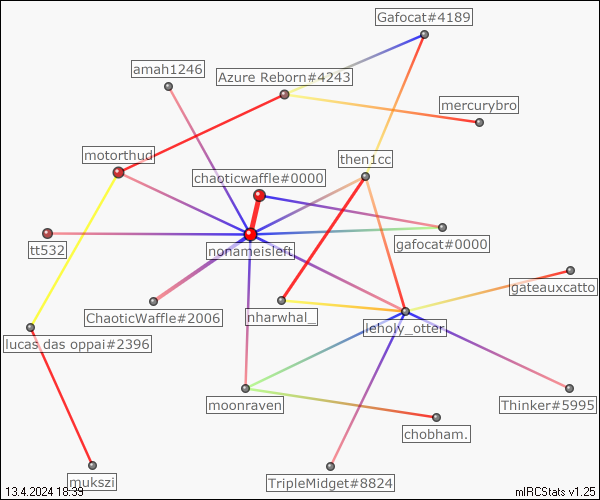 Gafocat#4189
amah1246
Azure Reborn#4243
mercurybro
motorthud
then1cc
chaoticwaffle#0000
tt532
nonameisleft
gafocat#0000
gateauxcatto
ChaoticWaffle#2006
nharwhal_
leholy_otter
lucas das oppai#2396
moonraven
Thinker#5995
chobham.
mukszi
TripleMidget#8824
13.4.2024 18:39
mIRCStats v1.25